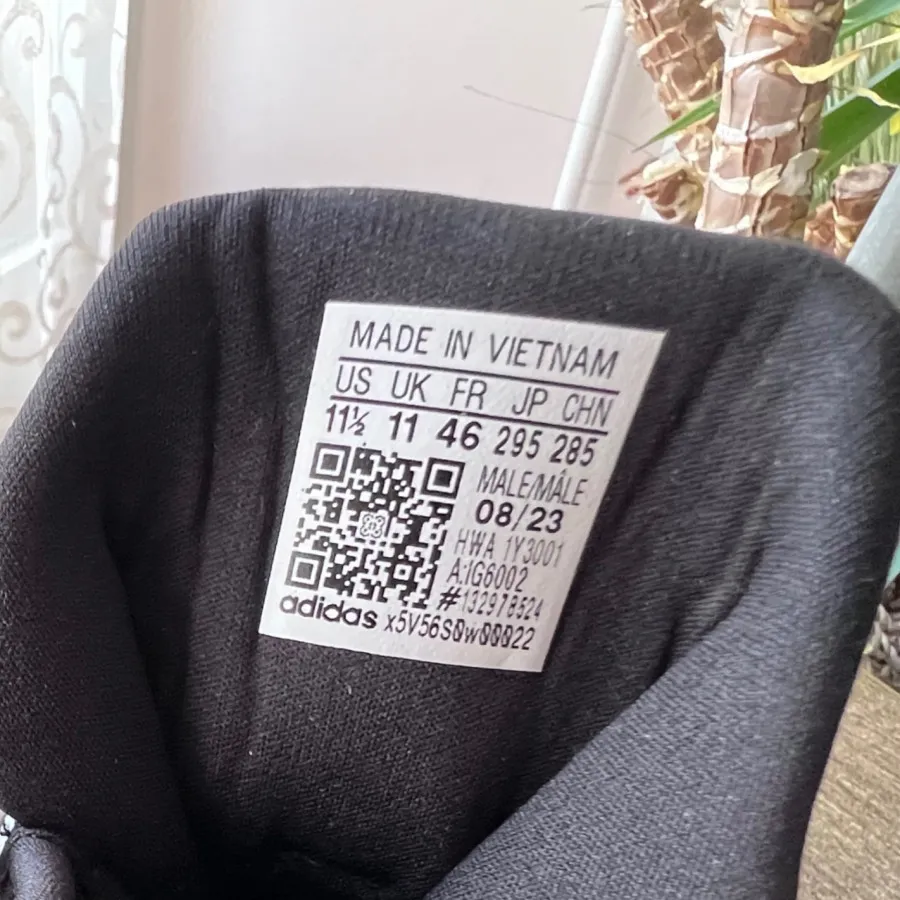 MADE IN VIETNAM
US UK FR JP CHN
11½ 11 46 295 285
MALE/MÂLE
08/23
HWA 1Y3001
A:IG6002
#132978524
adidas x5V56S0w00022